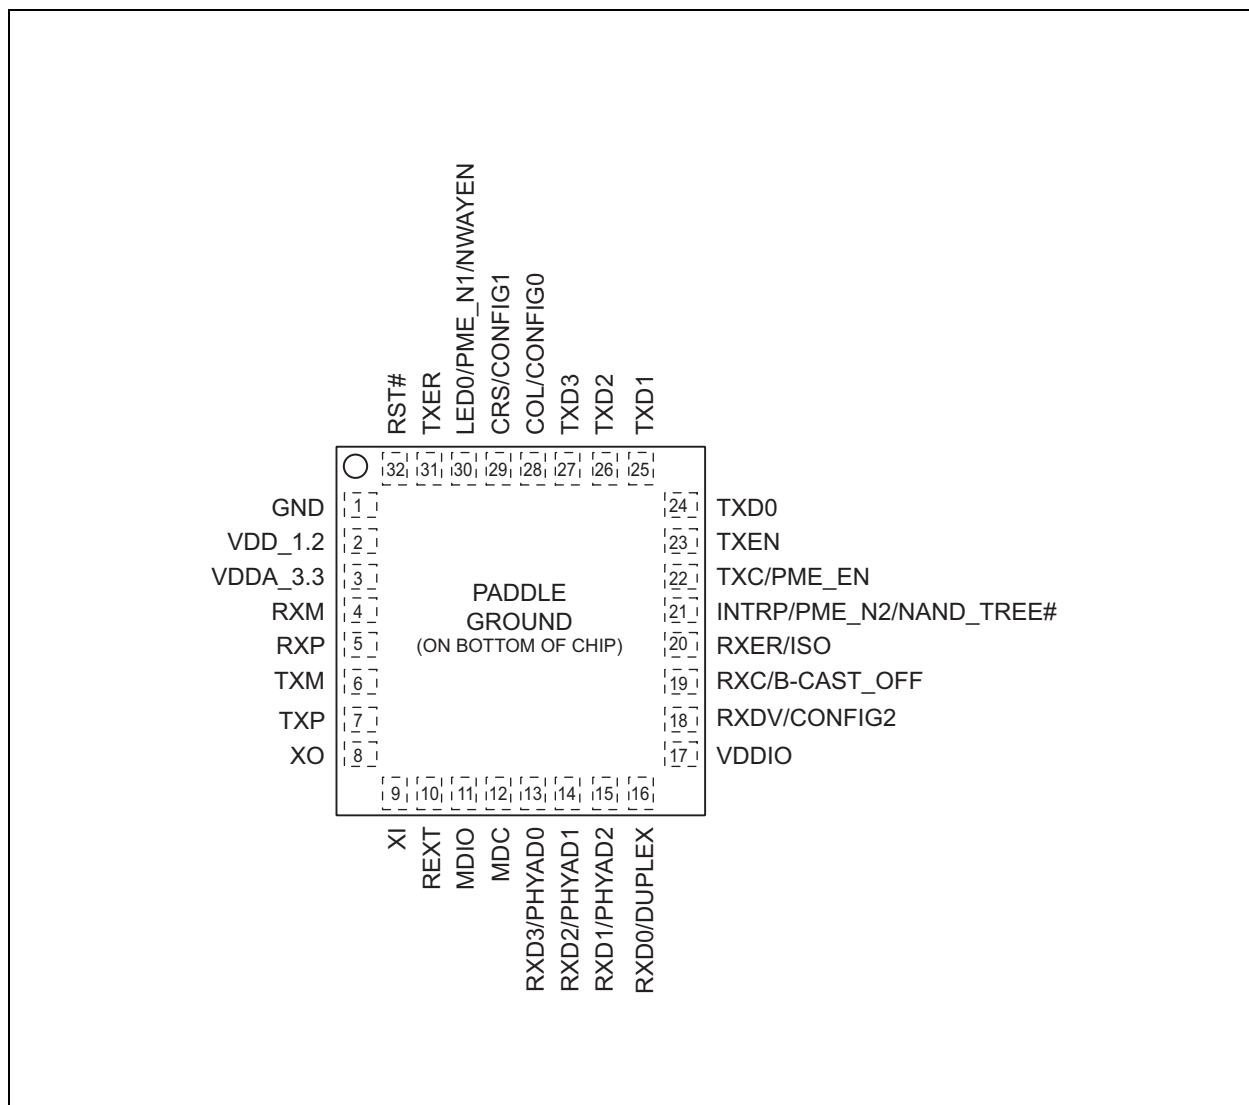 RST#
TXER
LED0/PME_N1/NWAYEN
CRS/CONFIG1
COL/CONFIG0
TXD3
TXD2
TXD1
32 31 30 29 28 27 26 25
GND 1
VDD_1.2 2
VDDA_3.3 3
RXM 4
RXP 5
TXM 6
TXP 7
XO 8
PADDLE
GROUND
(ON BOTTOM OF CHIP)
24 TXD0
23 TXEN
22 TXC/PME_EN
21 INTRP/PME_N2/NAND_TREE#
20 RXER/ISO
19 RXC/B-CAST_OFF
18 RXDV/CONFIG2
17 VDDIO
9 10 11 12 13 14 15 16
XI
REXT
MDIO
MDC
RXD3/PHYAD0
RXD2/PHYAD1
RXD1/PHYAD2
RXD0/DUPLEX